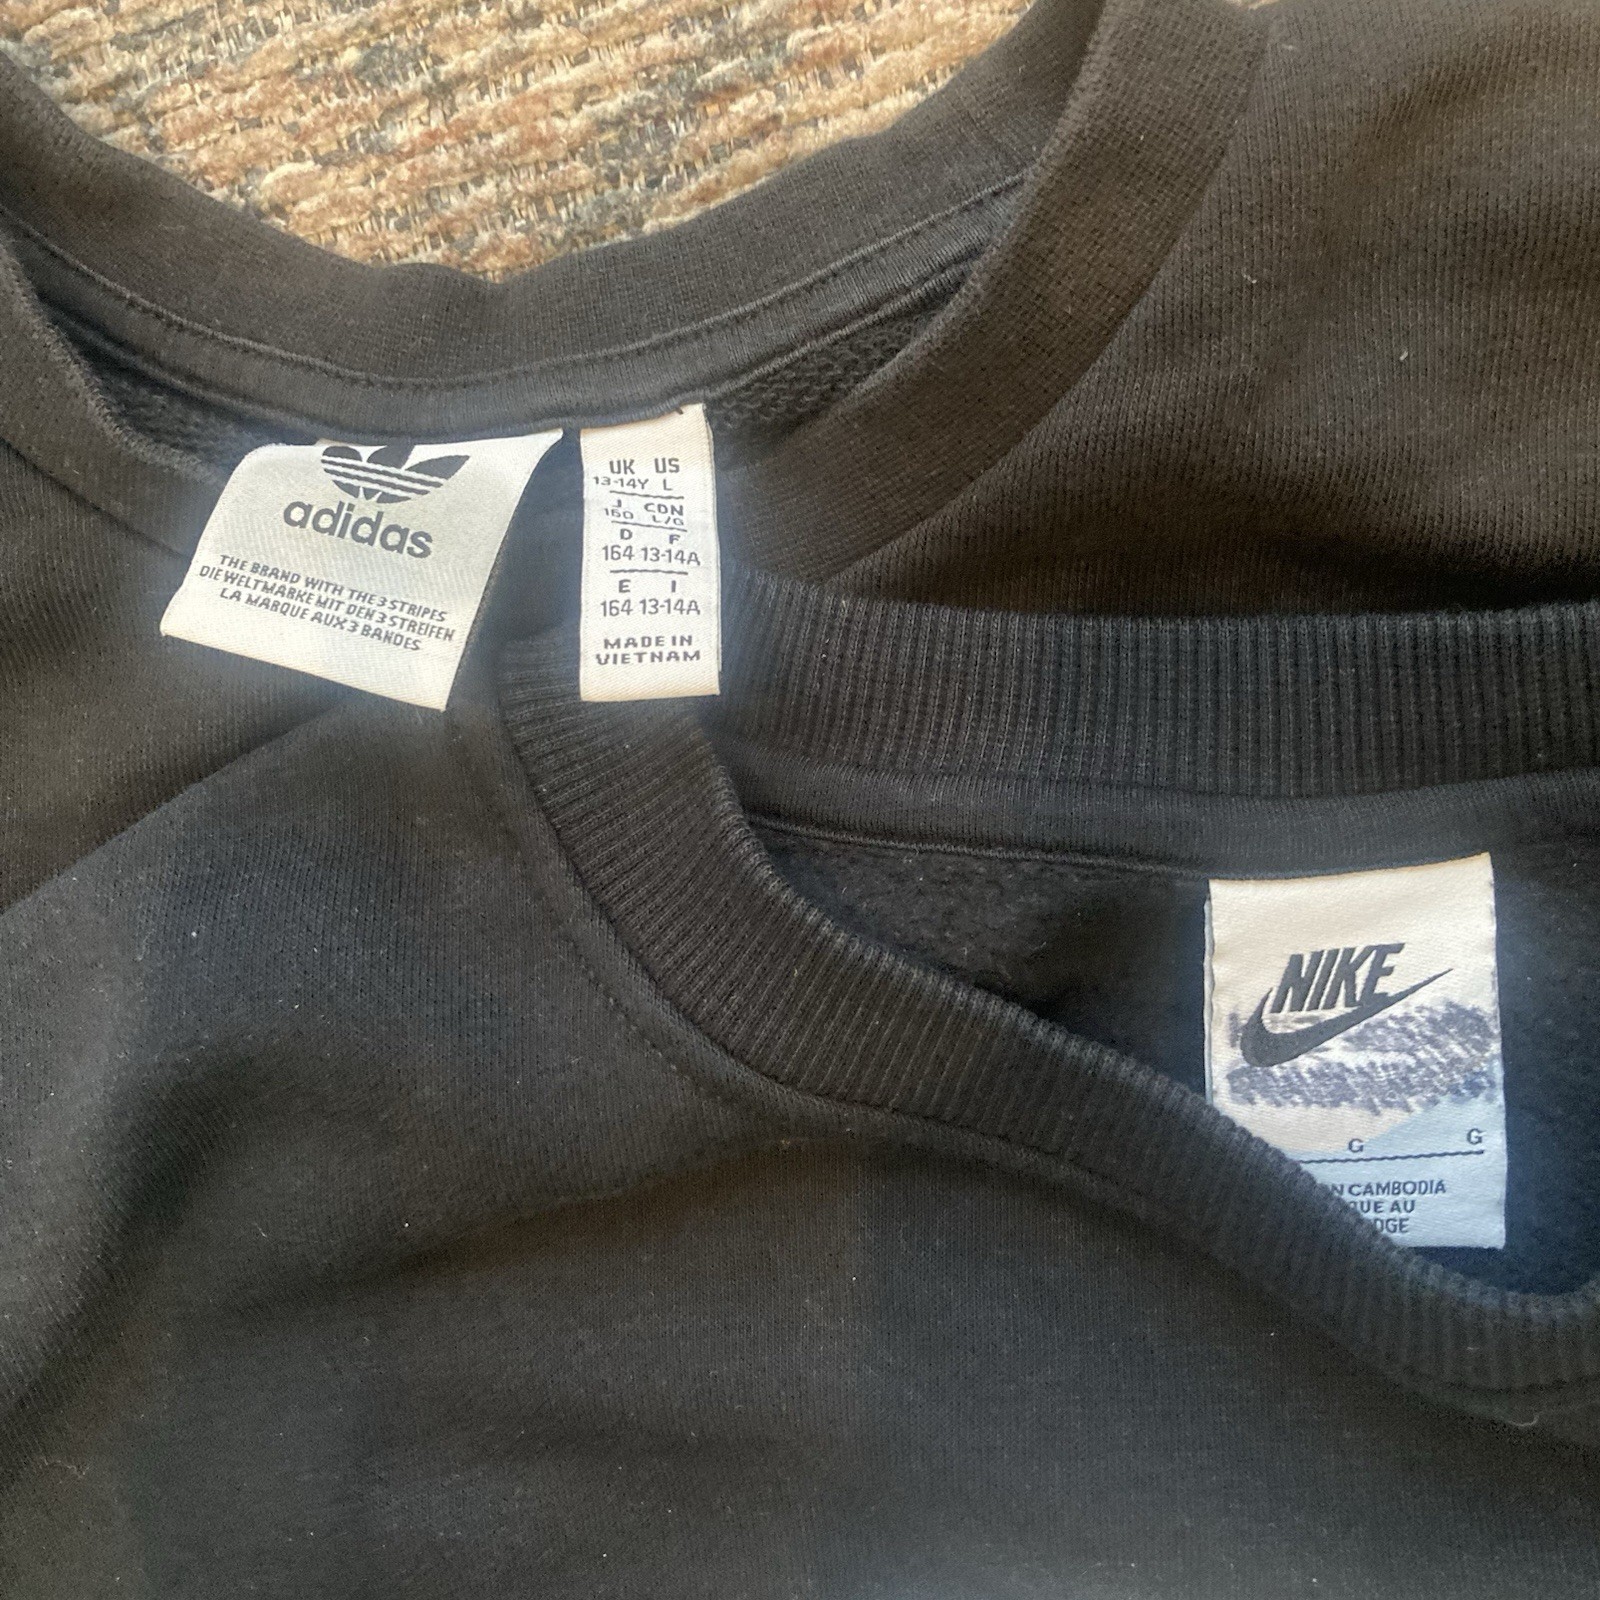 adidas
THE BRAND WITH THE 3 STRIPES
DIE WELTMARKE MIT DEN 3 STREIFEN
LA MARQUE AUX 3 BANDES
UK US
13-14Y L
J CDN
160 L/G
D F
164 13-14A
E I
164 13-14A
MADE IN
VIETNAM
NIKE
G G
CAMBODIA
AU